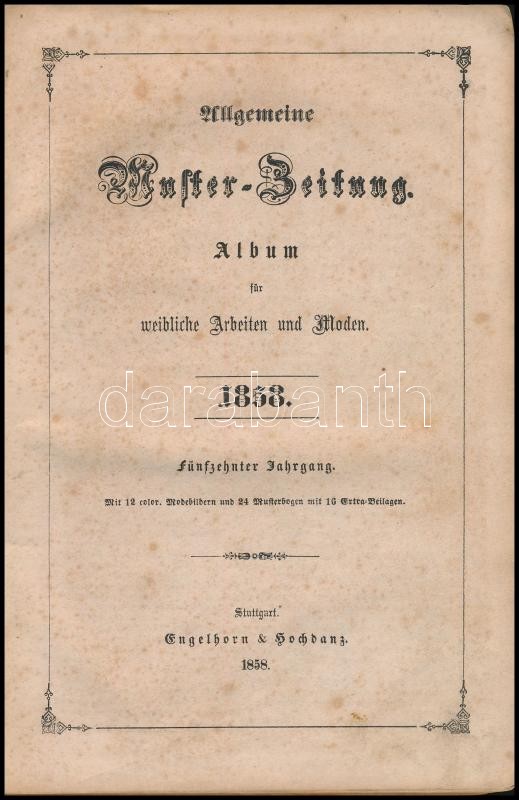 Allgemeine
Muster-Zeitung.
Album
für
weibliche Arbeiten und Moden.
1858.
darabanth
Fünfzehnter Jahrgang.
Mit 12 color. Modebildern und 24 Musterbogen mit 16 Extra-Beilagen.
Stuttgart.
Engelhorn & Hochdanz.
1858.